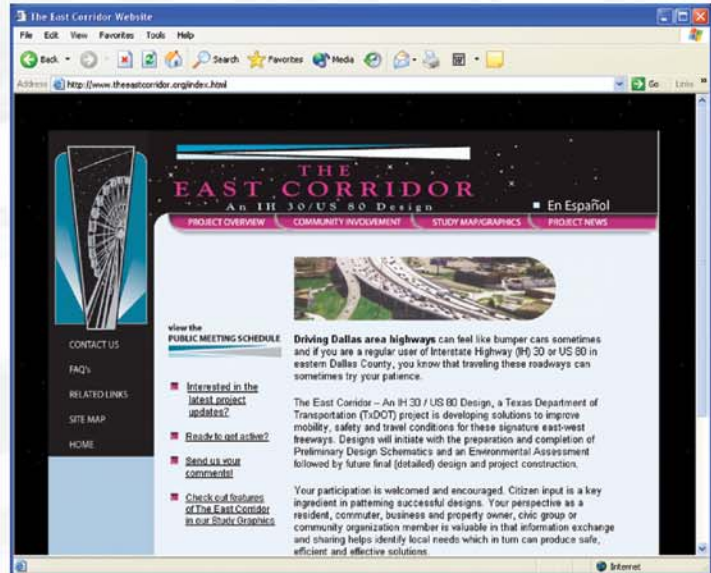 The East Corridor Website
File Edit View Favorites Tools Help
Back Search Favorites Media
Address http://www.theeastcorridor.org/index.html Go Links »
THE
EAST CORRIDOR
An IH 30/US 80 Design
En Español
PROJECT OVERVIEW COMMUNITY INVOLVEMENT STUDY MAP/GRAPHICS PROJECT NEWS
CONTACT US
FAQ's
RELATED LINKS
SITE MAP
HOME
view the
PUBLIC MEETING SCHEDULE
Interested in the
latest project
updates?
Ready to get active?
Send us your
comments!
Check out features
of The East Corridor
in our Study Graphics
Driving Dallas area highways can feel like bumper cars sometimes
and if you are a regular user of Interstate Highway (IH) 30 or US 80 in
eastern Dallas County, you know that traveling these roadways can
sometimes try your patience.
The East Corridor – An IH 30 / US 80 Design, a Texas Department of
Transportation (TxDOT) project is developing solutions to improve
mobility, safety and travel conditions for these signature east-west
freeways. Designs will initiate with the preparation and completion of
Preliminary Design Schematics and an Environmental Assessment
followed by future final (detailed) design and project construction.
Your participation is welcomed and encouraged. Citizen input is a key
ingredient in patterning successful designs. Your perspective as a
resident, commuter, business and property owner, civic group or
community organization member is valuable in that information exchange
and sharing helps identify local needs which in turn can produce safe,
efficient and effective solutions.
Internet